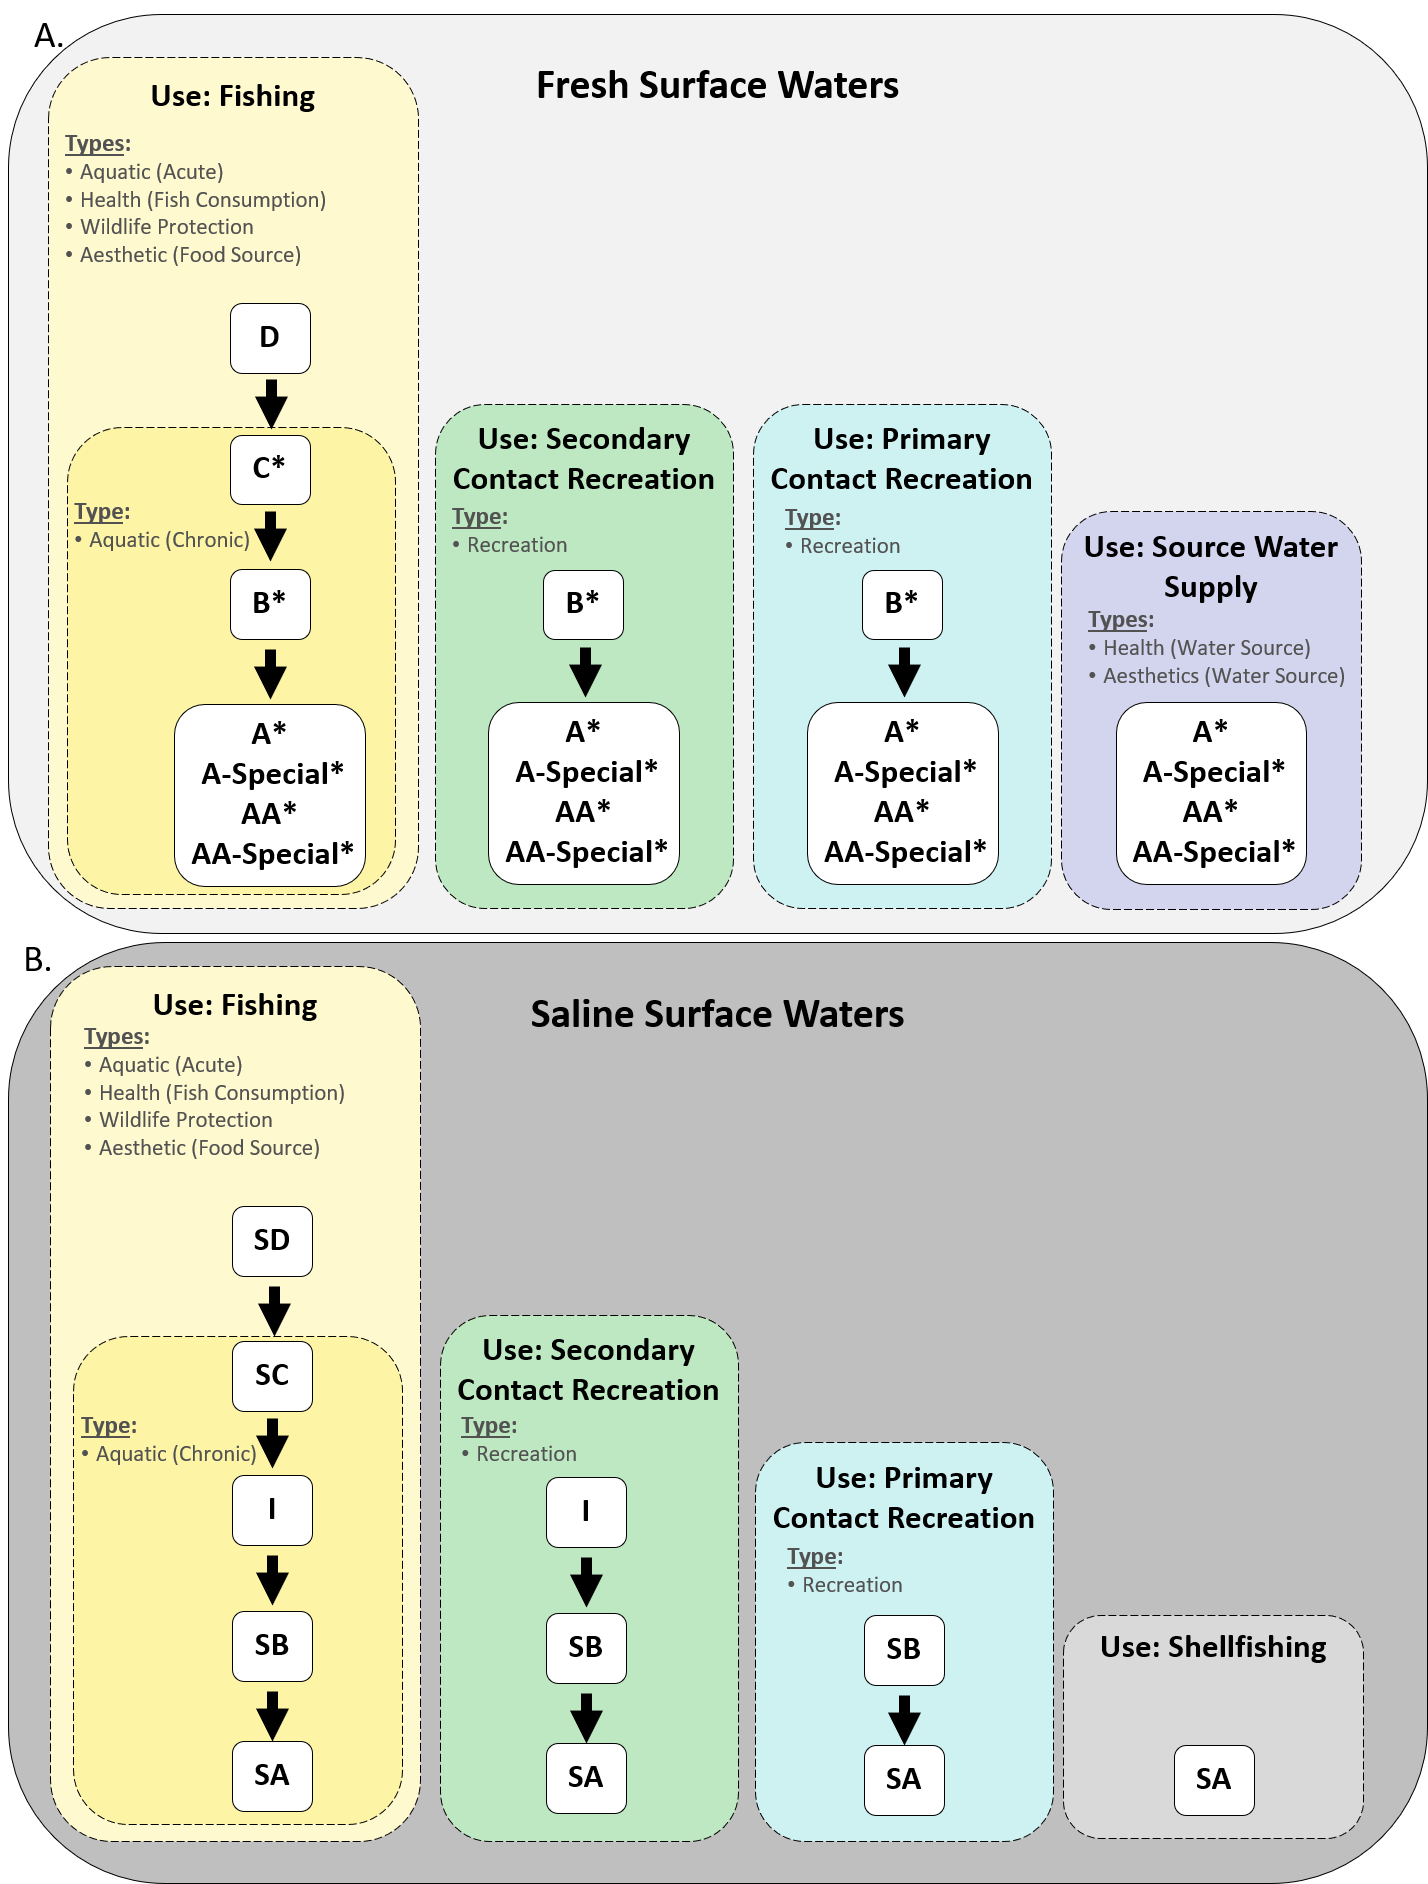 A.
Fresh Surface Waters
Use: Fishing
Types:
• Aquatic (Acute)
• Health (Fish Consumption)
• Wildlife Protection
• Aesthetic (Food Source)
D
C*
Type:
• Aquatic (Chronic)
B*
A*
A-Special*
AA*
AA-Special*
Use: Secondary
Contact Recreation
Type:
• Recreation
B*
A*
A-Special*
AA*
AA-Special*
Use: Primary
Contact Recreation
Type:
• Recreation
B*
A*
A-Special*
AA*
AA-Special*
Use: Source Water
Supply
Types:
• Health (Water Source)
• Aesthetics (Water Source)
A*
A-Special*
AA*
AA-Special*
B.
Saline Surface Waters
Use: Fishing
Types:
• Aquatic (Acute)
• Health (Fish Consumption)
• Wildlife Protection
• Aesthetic (Food Source)
SD
SC
Type:
• Aquatic (Chronic)
I
SB
SA
Use: Secondary
Contact Recreation
Type:
• Recreation
I
SB
SA
Use: Primary
Contact Recreation
Type:
• Recreation
SB
SA
Use: Shellfishing
SA